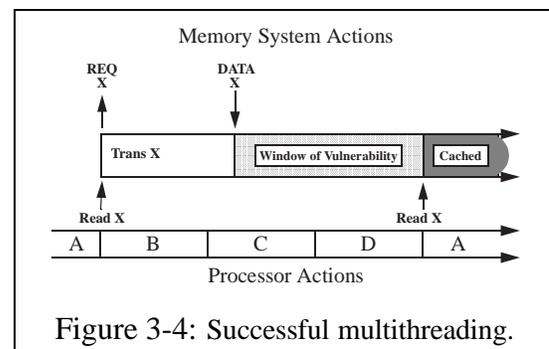 Memory System Actions
REQ
X
DATA
X
Trans X
Window of Vulnerability
Cached
Read X
Read X
A B C D A
Processor Actions
Figure 3-4: Successful multithreading.